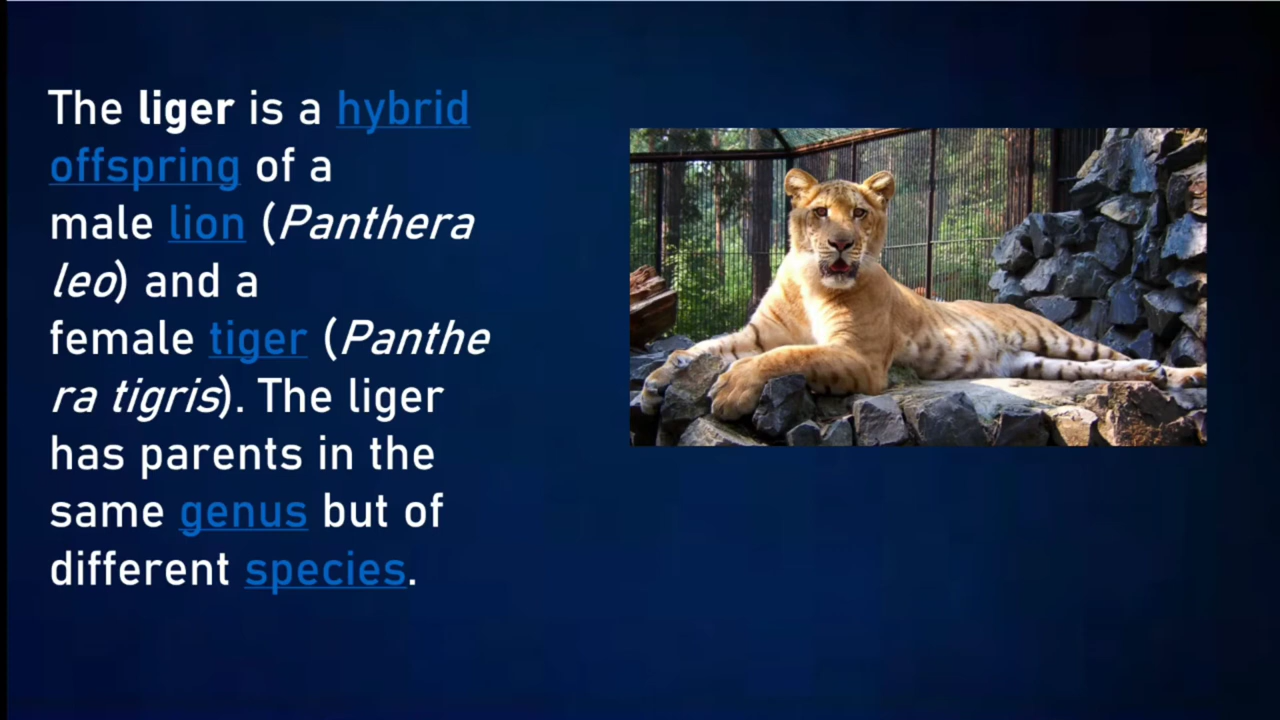 The liger is a hybrid
offspring of a
male lion (Panthera
leo) and a
female tiger (Panthe
ra tigris). The liger
has parents in the
same genus but of
different species.